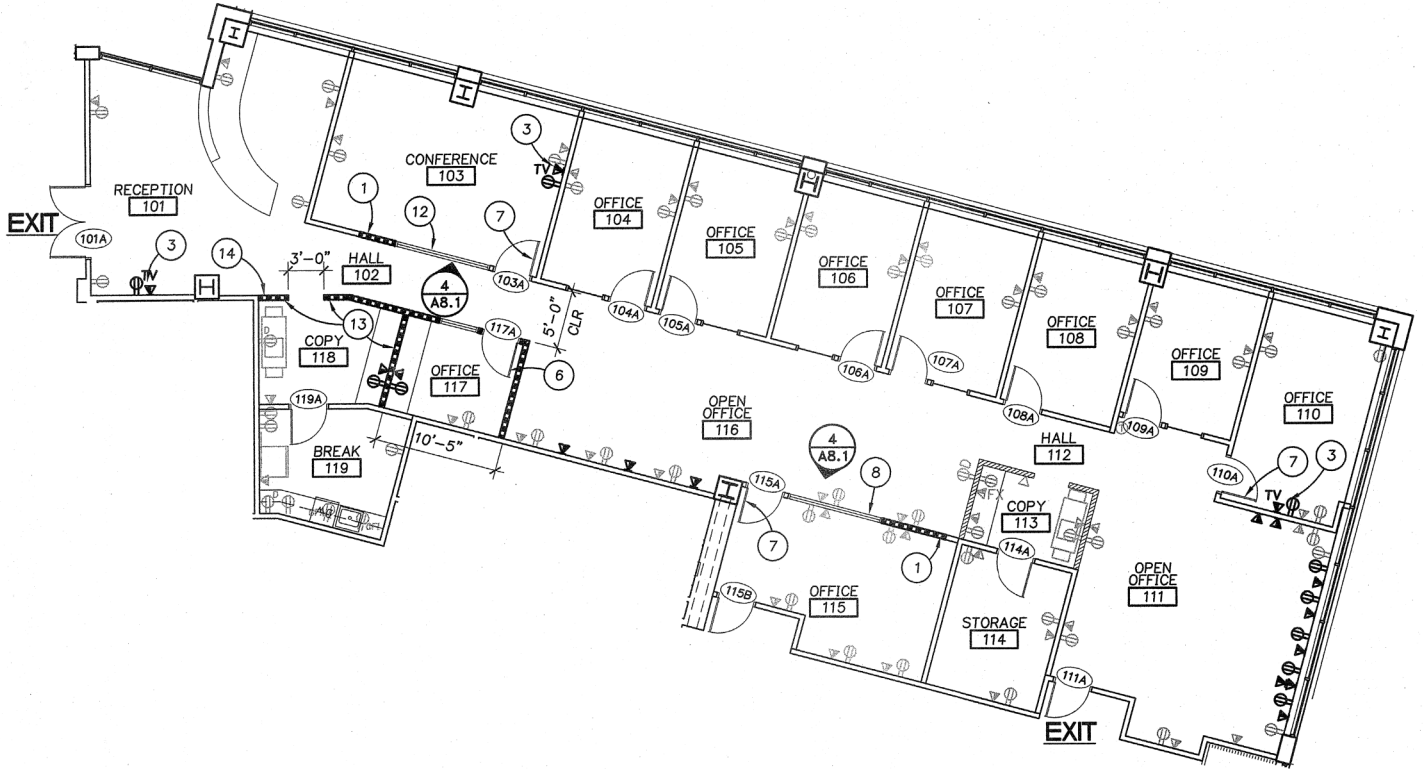 CONFERENCE
103
3
TV
1
12
7
RECEPTION
101
EXIT
101A
3
TV
14
3'-0"
HALL
102
4
A8.1
103A
5'-0"
CLR
OFFICE
104
104A
OFFICE
105
105A
OFFICE
106
106A
OFFICE
107
107A
OFFICE
108
108A
OFFICE
109
109A
OFFICE
110
110A
7
3
TV
13
COPY
118
D
117A
OFFICE
117
6
119A
BREAK
119
10'-5"
OPEN
OFFICE
116
4
A8.1
8
HALL
112
D
FX
COPY
113
115A
7
1
114A
115B
OFFICE
115
STORAGE
114
OPEN
OFFICE
111
111A
EXIT